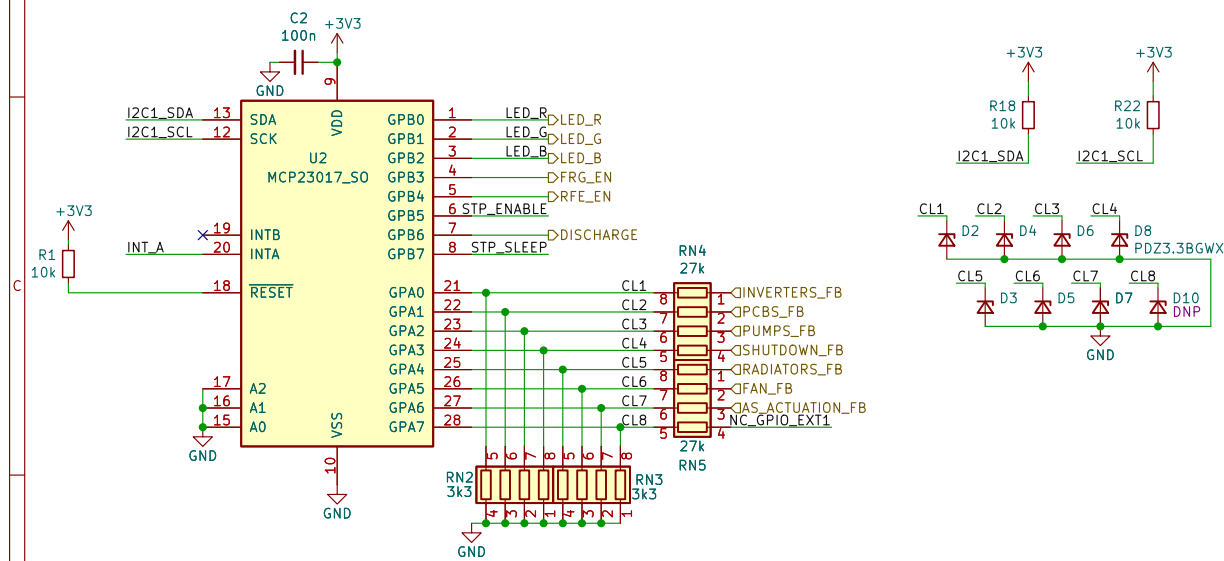 C2
100n
+3V3
GND
9
VDD
I2C1_SDA 13 SDA
I2C1_SCL 12 SCK
U2
MCP23017_SO
GPB0 1 LED_R LED_R
GPB1 2 LED_G LED_G
GPB2 3 LED_B LED_B
GPB3 4 FRG_EN
GPB4 5 RFE_EN
GPB5 6 STP_ENABLE
GPB6 7 DISCHARGE
GPB7 8 STP_SLEEP
19 INTB
INT_A 20 INTA
+3V3
R1
10k
18 RESET
C
RN4
27k
GPA0 21 CL1 8 1 INVERTERS_FB
GPA1 22 CL2 7 2 PCBS_FB
GPA2 23 CL3 6 3 PUMPS_FB
GPA3 24 CL4 5 4 SHUTDOWN_FB
GPA4 25 CL5 8 1 RADIATORS_FB
GPA5 26 CL6 7 2 FAN_FB
GPA6 27 CL7 6 3 AS_ACTUATION_FB
GPA7 28 CL8 5 4 NC_GPIO_EXT1
27k
RN5
17 A2
16 A1
15 A0
GND
VSS
10
GND
5 6 7 8 5 6 7 8
RN2
3k3
RN3
3k3
4 3 2 1 4 3 2 1
GND
+3V3
R18
10k
I2C1_SDA
+3V3
R22
10k
I2C1_SCL
CL1 CL2 CL3 CL4
D2 D4 D6 D8
PDZ3.3BGWX
CL5 CL6 CL7 CL8
D3 D5 D7 D10
DNP
GND